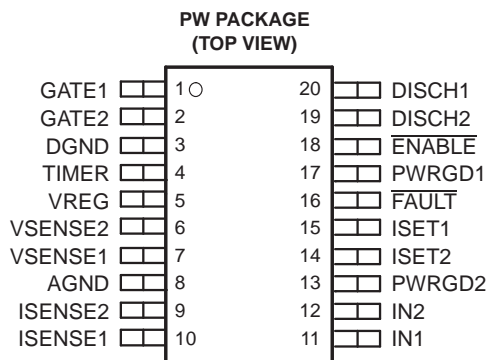 PW PACKAGE
(TOP VIEW)
GATE1 1 20 DISCH1
GATE2 2 19 DISCH2
DGND 3 18 ENABLE
TIMER 4 17 PWRGD1
VREG 5 16 FAULT
VSENSE2 6 15 ISET1
VSENSE1 7 14 ISET2
AGND 8 13 PWRGD2
ISENSE2 9 12 IN2
ISENSE1 10 11 IN1